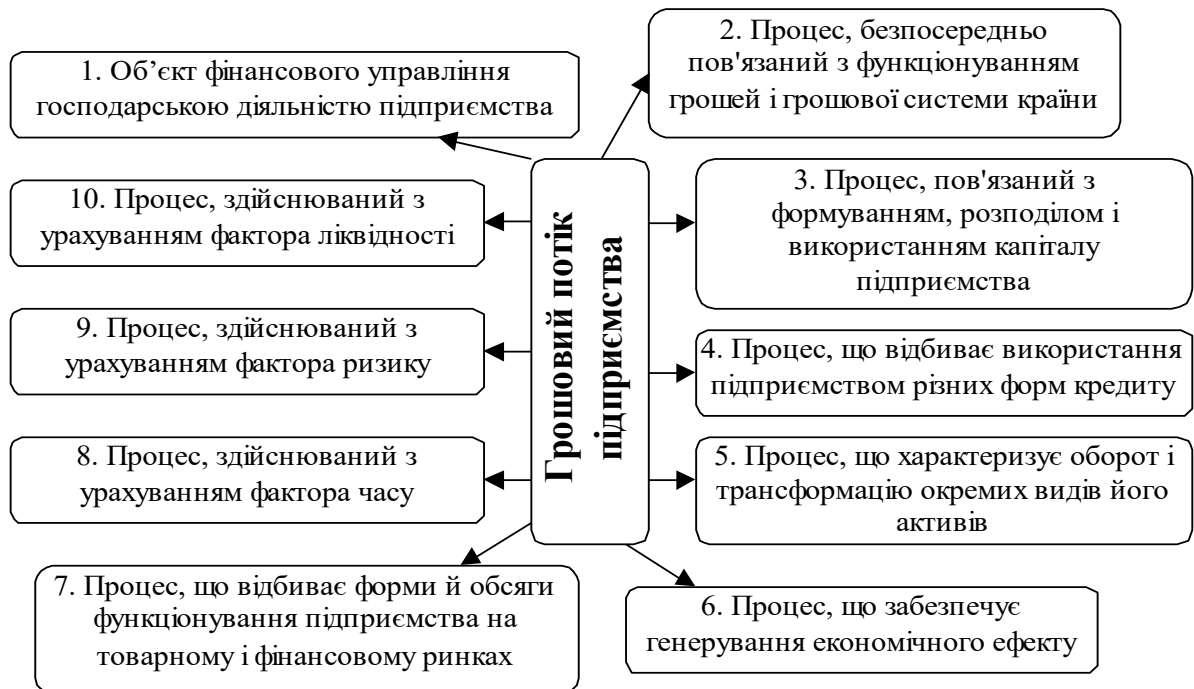 1. Об’єкт фінансового управління
господарською діяльністю підприємства
2. Процес, безпосередньо
пов'язаний з функціонуванням
грошей і грошової системи країни
3. Процес, пов'язаний з
формуванням, розподілом і
використанням капіталу
підприємства
4. Процес, що відбиває використання
підприємством різних форм кредиту
5. Процес, що характеризує оборот і
трансформацію окремих видів його
активів
6. Процес, що забезпечує
генерування економічного ефекту
7. Процес, що відбиває форми й обсяги
функціонування підприємства на
товарному і фінансовому ринках
8. Процес, здійснюваний з
урахуванням фактора часу
9. Процес, здійснюваний з
урахуванням фактора ризику
10. Процес, здійснюваний з
урахуванням фактора ліквідності
Грошовий потік
підприємства